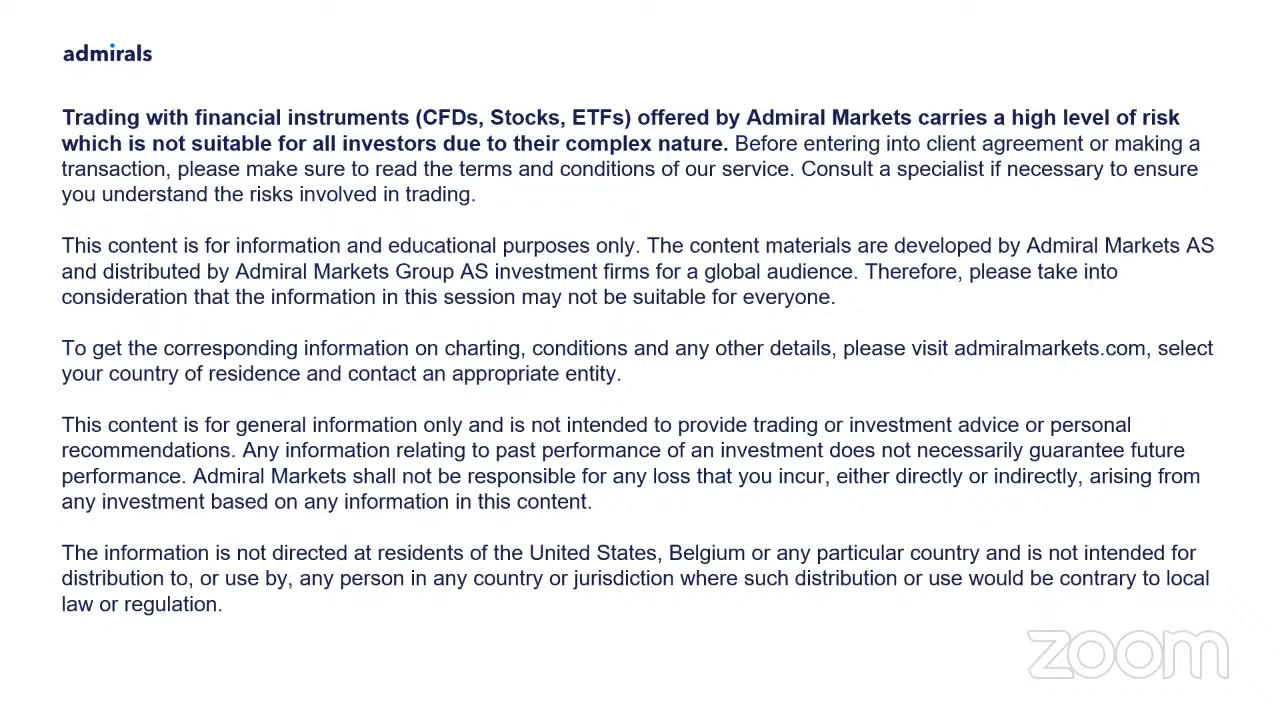 admirals
Trading with financial instruments (CFDs, Stocks, ETFs) offered by Admiral Markets carries a high level of risk
which is not suitable for all investors due to their complex nature. Before entering into client agreement or making a
transaction, please make sure to read the terms and conditions of our service. Consult a specialist if necessary to ensure
you understand the risks involved in trading.
This content is for information and educational purposes only. The content materials are developed by Admiral Markets AS
and distributed by Admiral Markets Group AS investment firms for a global audience. Therefore, please take into
consideration that the information in this session may not be suitable for everyone.
To get the corresponding information on charting, conditions and any other details, please visit admiralmarkets.com, select
your country of residence and contact an appropriate entity.
This content is for general information only and is not intended to provide trading or investment advice or personal
recommendations. Any information relating to past performance of an investment does not necessarily guarantee future
performance. Admiral Markets shall not be responsible for any loss that you incur, either directly or indirectly, arising from
any investment based on any information in this content.
The information is not directed at residents of the United States, Belgium or any particular country and is not intended for
distribution to, or use by, any person in any country or jurisdiction where such distribution or use would be contrary to local
law or regulation.
zoom